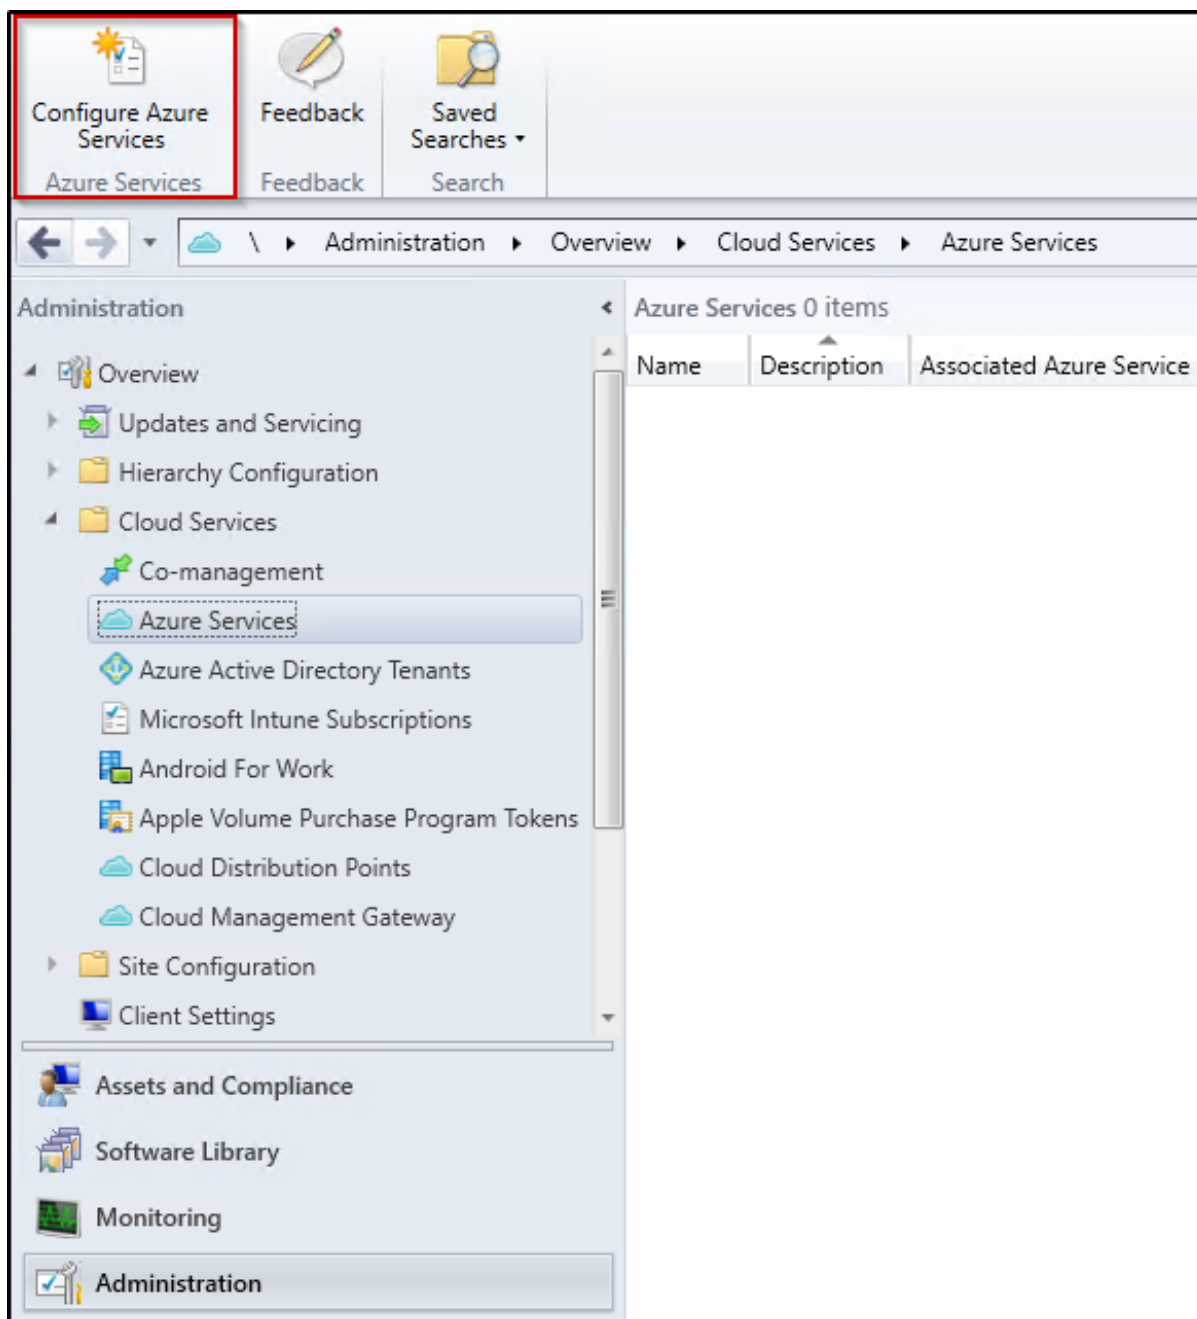 Configure Azure
Services
Azure Services
Feedback
Feedback
Saved
Searches
Search
\ Administration Overview Cloud Services Azure Services
Administration
Overview
Updates and Servicing
Hierarchy Configuration
Cloud Services
Co-management
Azure Services
Azure Active Directory Tenants
Microsoft Intune Subscriptions
Android For Work
Apple Volume Purchase Program Tokens
Cloud Distribution Points
Cloud Management Gateway
Site Configuration
Client Settings
Assets and Compliance
Software Library
Monitoring
Administration
Azure Services 0 items
Name Description Associated Azure Service